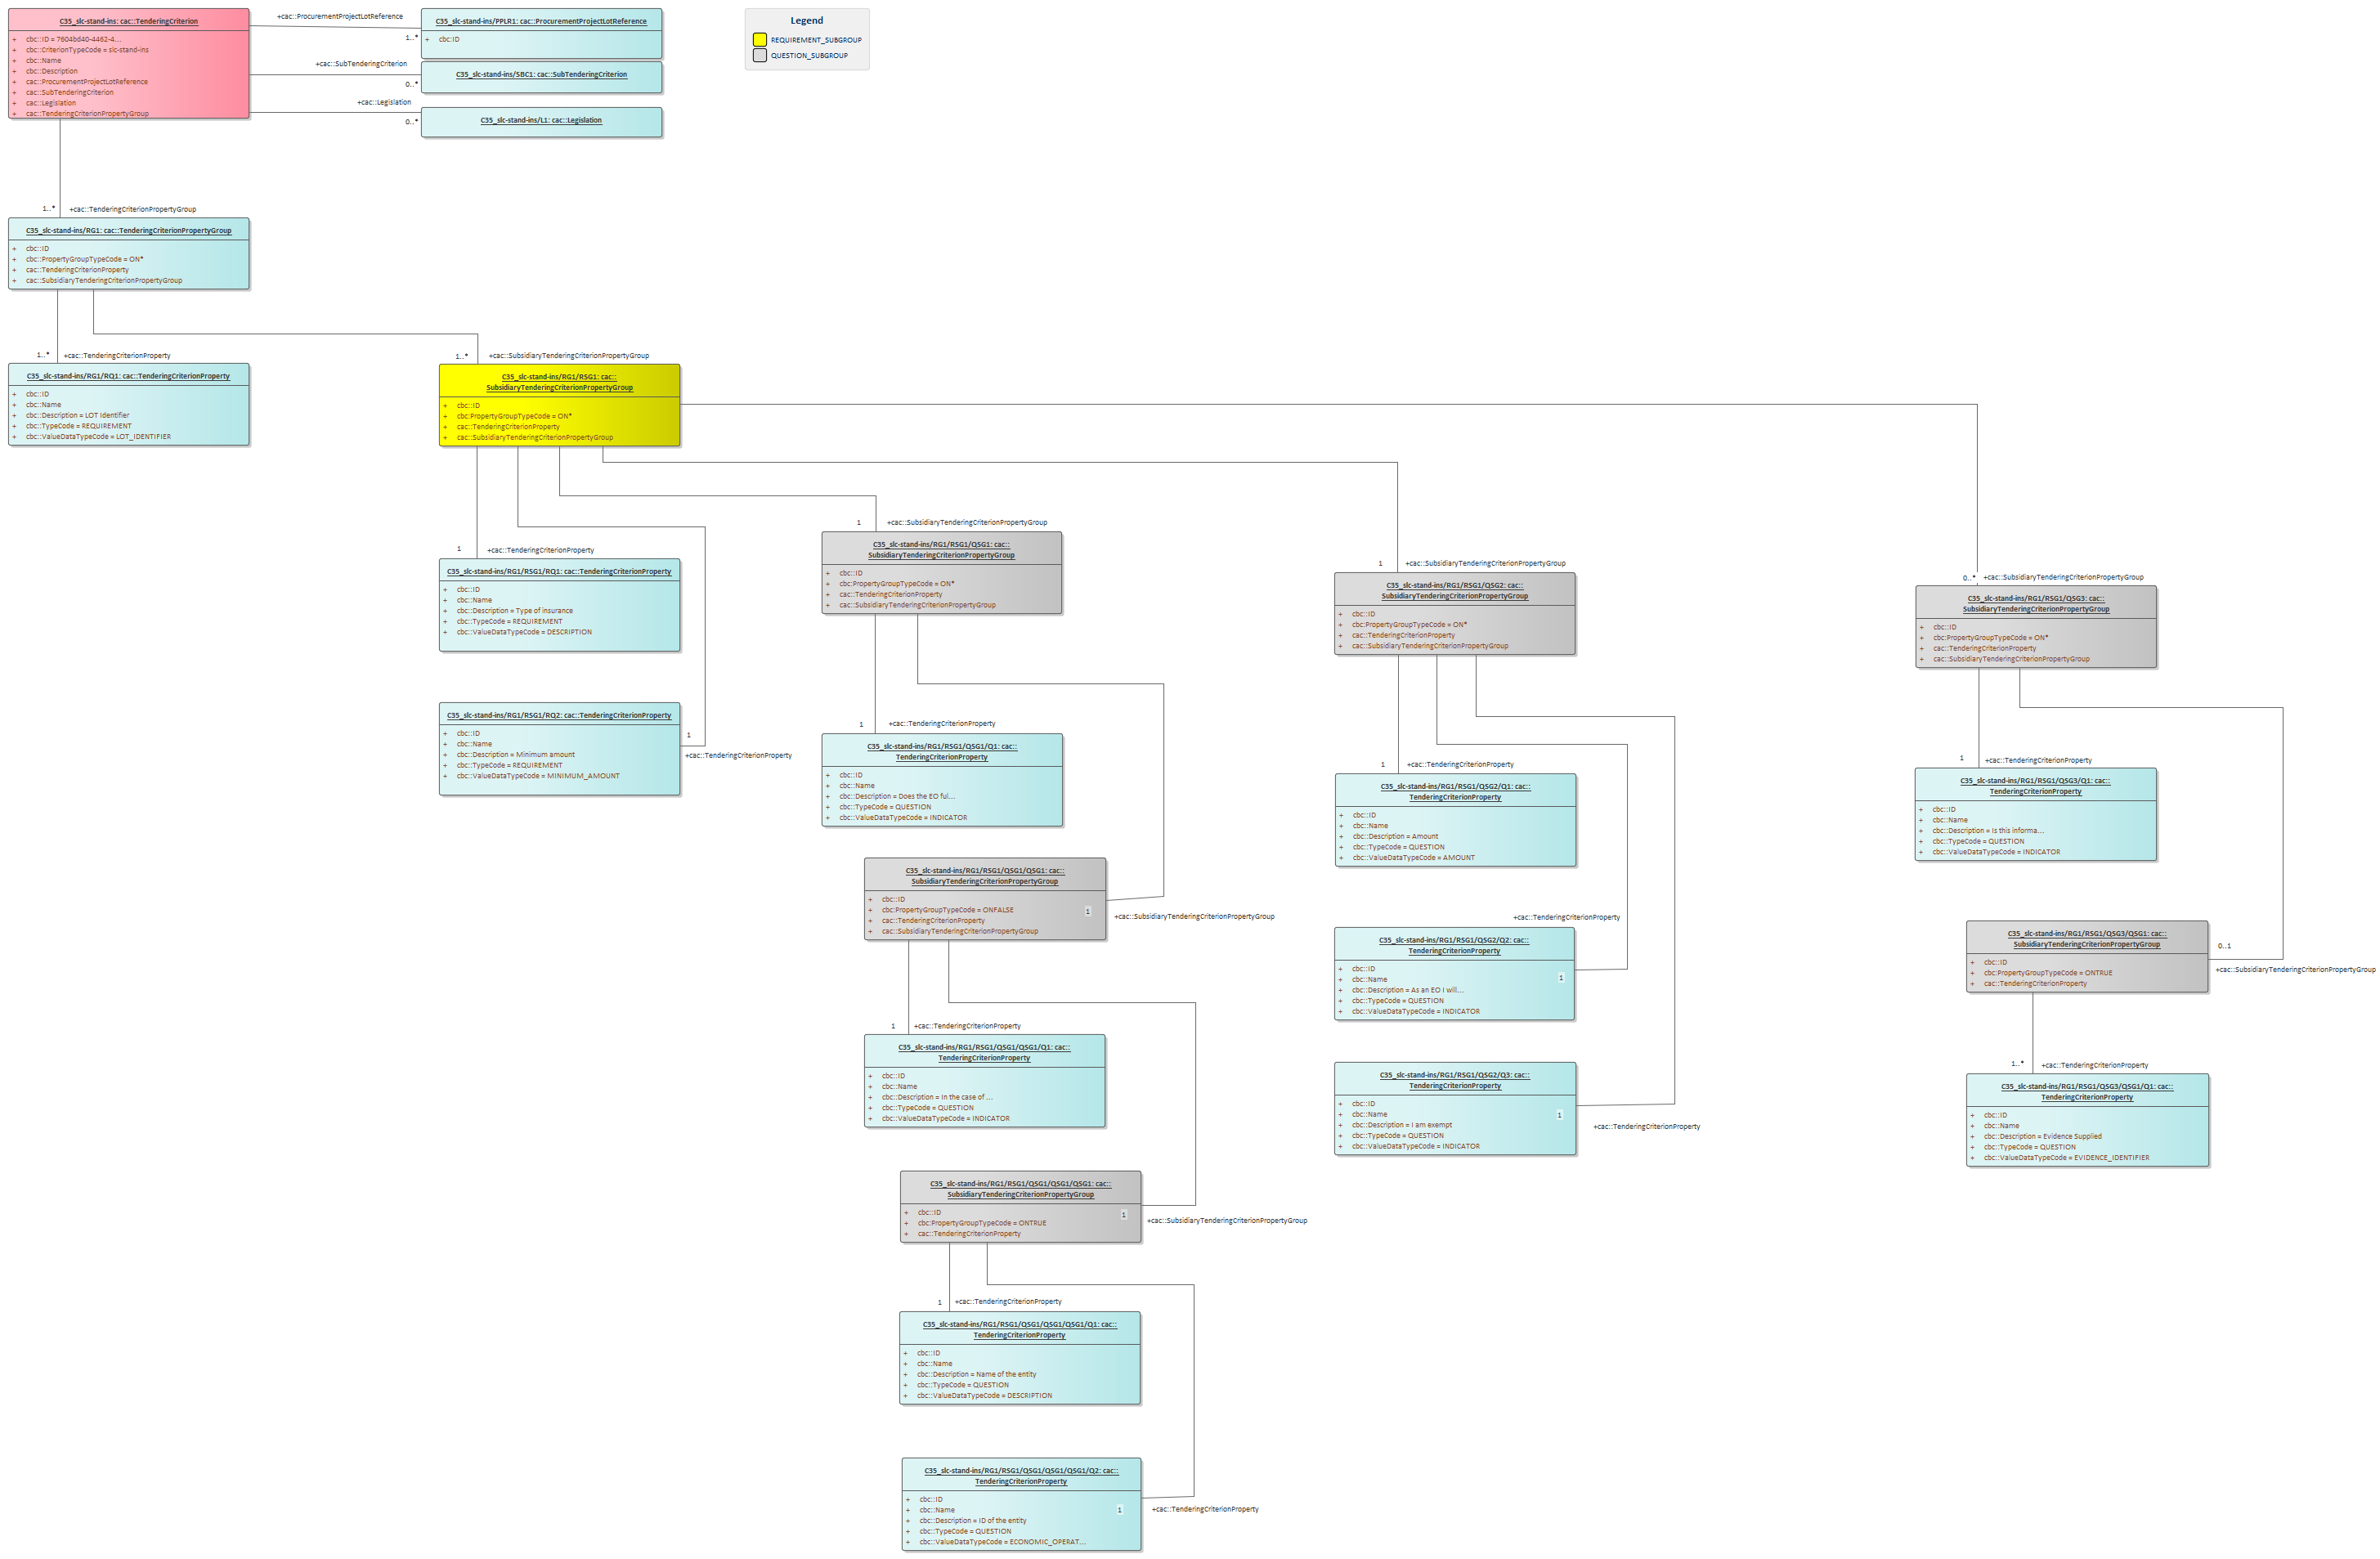 C35_slc-stand-ins: cac::TenderingCriterion
+ cbc::ID = 7604bd40-4462-4...
+ cbc::CriterionTypeCode = slc-stand-ins
+ cbc::Name
+ cbc::Description
+ cac::ProcurementProjectLotReference
+ cac::SubTenderingCriterion
+ cac::Legislation
+ cac::TenderingCriterionPropertyGroup
+cac::ProcurementProjectLotReference
1..*
C35_slc-stand-ins/PPLR1: cac::ProcurementProjectLotReference
+ cbc:ID
+cac::SubTenderingCriterion
0..*
C35_slc-stand-ins/SBC1: cac::SubTenderingCriterion
+cac::Legislation
0..*
C35_slc-stand-ins/L1: cac::Legislation
Legend
REQUIREMENT_SUBGROUP
QUESTION_SUBGROUP
1..* +cac::TenderingCriterionPropertyGroup
C35_slc-stand-ins/RG1: cac::TenderingCriterionPropertyGroup
+ cbc::ID
+ cbc::PropertyGroupTypeCode = ON*
+ cac::TenderingCriterionProperty
+ cac::SubsidiaryTenderingCriterionPropertyGroup
1..* +cac::TenderingCriterionProperty
C35_slc-stand-ins/RG1/RQ1: cac::TenderingCriterionProperty
+ cbc::ID
+ cbc::Name
+ cbc::Description = LOT Identifier
+ cbc::TypeCode = REQUIREMENT
+ cbc::ValueDataTypeCode = LOT_IDENTIFIER
1..* +cac::SubsidiaryTenderingCriterionPropertyGroup
C35_slc-stand-ins/RG1/RSG1: cac::
SubsidiaryTenderingCriterionPropertyGroup
+ cbc::ID
+ cbc:PropertyGroupTypeCode = ON*
+ cac::TenderingCriterionProperty
+ cac::SubsidiaryTenderingCriterionPropertyGroup
1 +cac::TenderingCriterionProperty
C35_slc-stand-ins/RG1/RSG1/RQ1: cac::TenderingCriterionProperty
+ cbc::ID
+ cbc::Name
+ cbc::Description = Type of insurance
+ cbc::TypeCode = REQUIREMENT
+ cbc::ValueDataTypeCode = DESCRIPTION
C35_slc-stand-ins/RG1/RSG1/RQ2: cac::TenderingCriterionProperty
+ cbc::ID
+ cbc::Name
+ cbc::Description = Minimum amount
+ cbc::TypeCode = REQUIREMENT
+ cbc::ValueDataTypeCode = MINIMUM_AMOUNT
1
+cac::TenderingCriterionProperty
1 +cac::SubsidiaryTenderingCriterionPropertyGroup
C35_slc-stand-ins/RG1/RSG1/QSG1: cac::
SubsidiaryTenderingCriterionPropertyGroup
+ cbc::ID
+ cbc:PropertyGroupTypeCode = ON*
+ cac::TenderingCriterionProperty
+ cac::SubsidiaryTenderingCriterionPropertyGroup
1 +cac::TenderingCriterionProperty
C35_slc-stand-ins/RG1/RSG1/QSG1/Q1: cac::
TenderingCriterionProperty
+ cbc::ID
+ cbc::Name
+ cbc::Description = Does the EO ful...
+ cbc::TypeCode = QUESTION
+ cbc::ValueDataTypeCode = INDICATOR
C35_slc-stand-ins/RG1/RSG1/QSG1/QSG1: cac::
SubsidiaryTenderingCriterionPropertyGroup
+ cbc::ID
+ cbc:PropertyGroupTypeCode = ONFALSE
+ cac::TenderingCriterionProperty
+ cac::SubsidiaryTenderingCriterionPropertyGroup
1
+cac::SubsidiaryTenderingCriterionPropertyGroup
1 +cac::TenderingCriterionProperty
C35_slc-stand-ins/RG1/RSG1/QSG1/QSG1/Q1: cac::
TenderingCriterionProperty
+ cbc::ID
+ cbc::Name
+ cbc::Description = In the case of ...
+ cbc::TypeCode = QUESTION
+ cbc::ValueDataTypeCode = INDICATOR
C35_slc-stand-ins/RG1/RSG1/QSG1/QSG1/QSG1: cac::
SubsidiaryTenderingCriterionPropertyGroup
+ cbc::ID
+ cbc:PropertyGroupTypeCode = ONTRUE
+ cac::TenderingCriterionProperty
1
+cac::SubsidiaryTenderingCriterionPropertyGroup
1 +cac::TenderingCriterionProperty
C35_slc-stand-ins/RG1/RSG1/QSG1/QSG1/QSG1/Q1: cac::
TenderingCriterionProperty
+ cbc::ID
+ cbc::Name
+ cbc::Description = Name of the entity
+ cbc::TypeCode = QUESTION
+ cbc::ValueDataTypeCode = DESCRIPTION
C35_slc-stand-ins/RG1/RSG1/QSG1/QSG1/QSG1/Q2: cac::
TenderingCriterionProperty
+ cbc::ID
+ cbc::Name
+ cbc::Description = ID of the entity
+ cbc::TypeCode = QUESTION
+ cbc::ValueDataTypeCode = ECONOMIC_OPERAT...
1
+cac::TenderingCriterionProperty
1 +cac::SubsidiaryTenderingCriterionPropertyGroup
C35_slc-stand-ins/RG1/RSG1/QSG2: cac::
SubsidiaryTenderingCriterionPropertyGroup
+ cbc::ID
+ cbc:PropertyGroupTypeCode = ON*
+ cac::TenderingCriterionProperty
+ cac::SubsidiaryTenderingCriterionPropertyGroup
1 +cac::TenderingCriterionProperty
C35_slc-stand-ins/RG1/RSG1/QSG2/Q1: cac::
TenderingCriterionProperty
+ cbc::ID
+ cbc::Name
+ cbc::Description = Amount
+ cbc::TypeCode = QUESTION
+ cbc::ValueDataTypeCode = AMOUNT
+cac::TenderingCriterionProperty
C35_slc-stand-ins/RG1/RSG1/QSG2/Q2: cac::
TenderingCriterionProperty
+ cbc::ID
+ cbc::Name
+ cbc::Description = As an EO I will...
+ cbc::TypeCode = QUESTION
+ cbc::ValueDataTypeCode = INDICATOR
1
C35_slc-stand-ins/RG1/RSG1/QSG2/Q3: cac::
TenderingCriterionProperty
+ cbc::ID
+ cbc::Name
+ cbc::Description = I am exempt
+ cbc::TypeCode = QUESTION
+ cbc::ValueDataTypeCode = INDICATOR
1
+cac::TenderingCriterionProperty
0..* +cac::SubsidiaryTenderingCriterionPropertyGroup
C35_slc-stand-ins/RG1/RSG1/QSG3: cac::
SubsidiaryTenderingCriterionPropertyGroup
+ cbc::ID
+ cbc:PropertyGroupTypeCode = ON*
+ cac::TenderingCriterionProperty
+ cac::SubsidiaryTenderingCriterionPropertyGroup
1 +cac::TenderingCriterionProperty
C35_slc-stand-ins/RG1/RSG1/QSG3/Q1: cac::
TenderingCriterionProperty
+ cbc::ID
+ cbc::Name
+ cbc::Description = Is this informa...
+ cbc::TypeCode = QUESTION
+ cbc::ValueDataTypeCode = INDICATOR
C35_slc-stand-ins/RG1/RSG1/QSG3/QSG1: cac::
SubsidiaryTenderingCriterionPropertyGroup
+ cbc::ID
+ cbc:PropertyGroupTypeCode = ONTRUE
+ cac::TenderingCriterionProperty
0..1
+cac::SubsidiaryTenderingCriterionPropertyGroup
1..* +cac::TenderingCriterionProperty
C35_slc-stand-ins/RG1/RSG1/QSG3/QSG1/Q1: cac::
TenderingCriterionProperty
+ cbc::ID
+ cbc::Name
+ cbc::Description = Evidence Supplied
+ cbc::TypeCode = QUESTION
+ cbc::ValueDataTypeCode = EVIDENCE_IDENTIFIER